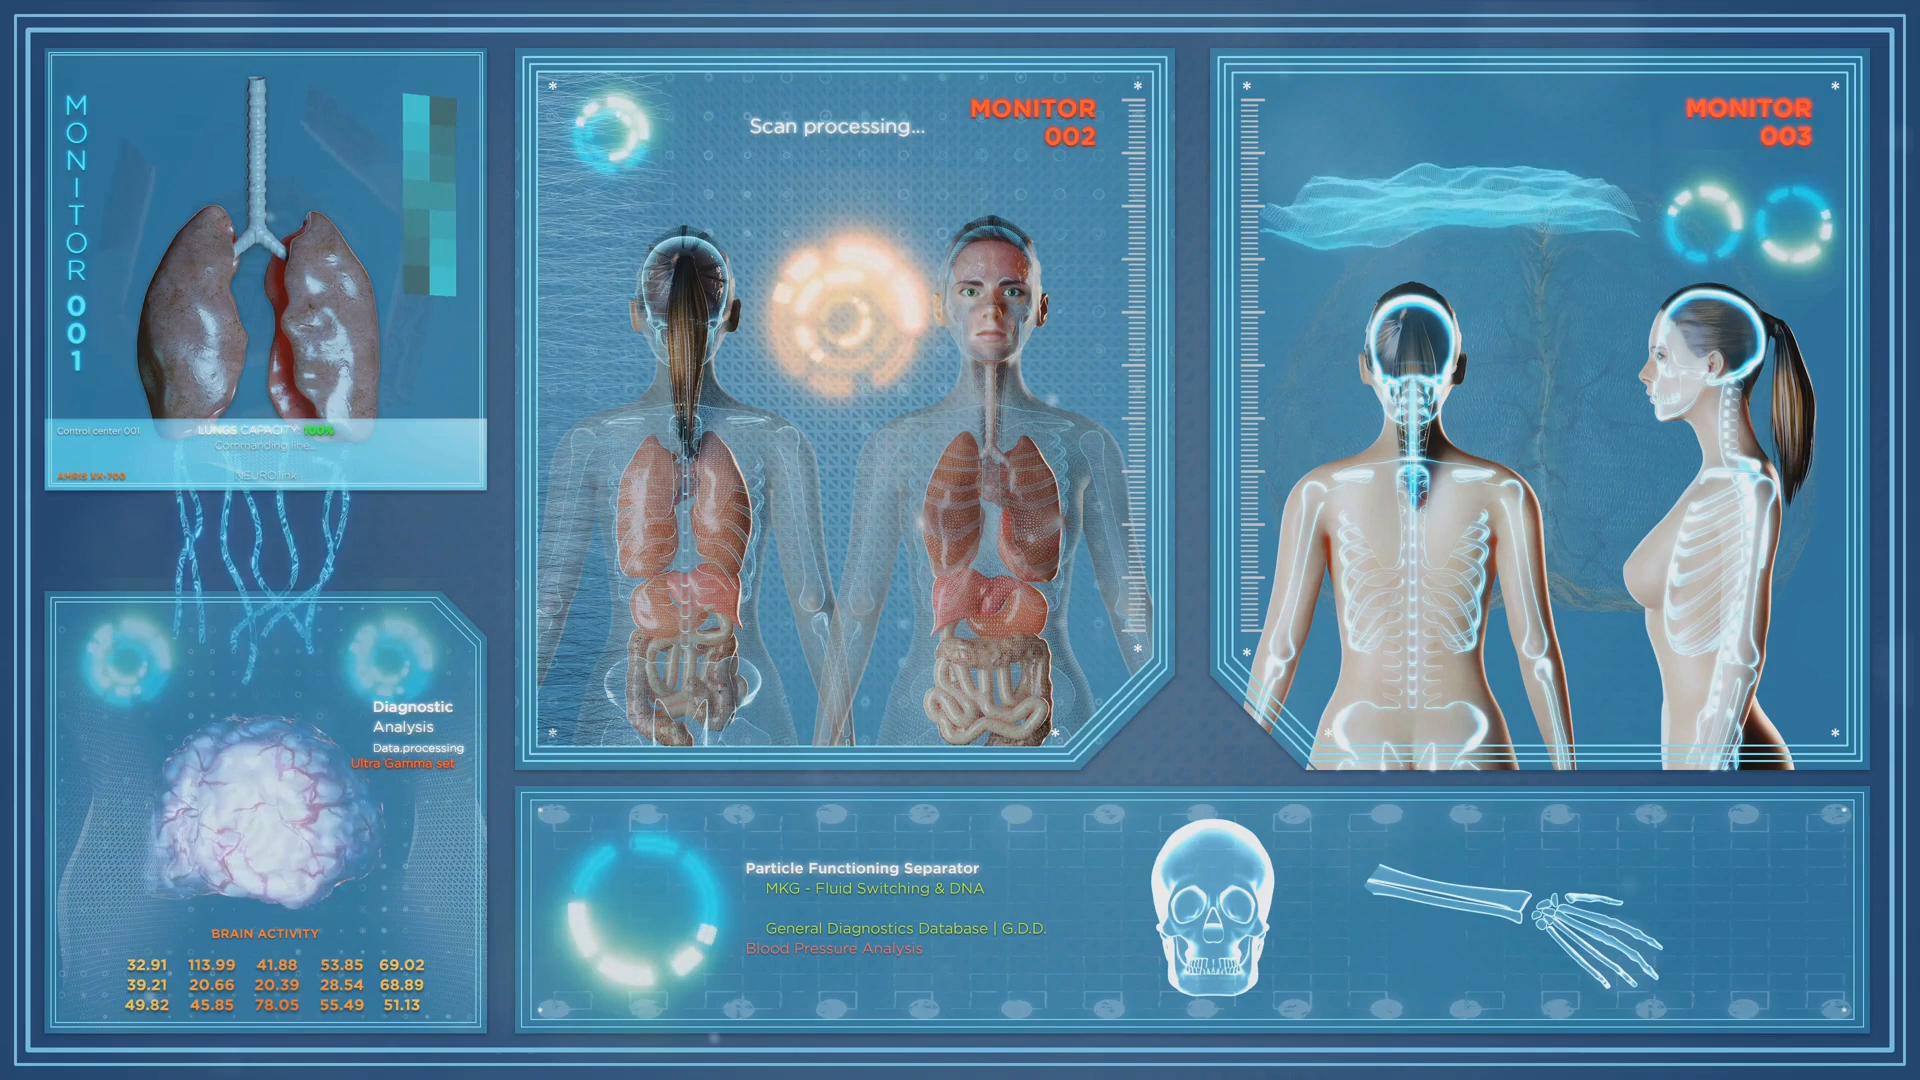 MONITOR 001
Control center 001
LUNGS CAPACITY: 100%
Commanding line...
AMRIS XK-700
NEURO link
Scan processing...
MONITOR
002
MONITOR
003
Diagnostic
Analysis
Data.processing
Ultra Gamma set
BRAIN ACTIVITY
32.91 113.99 41.88 53.85 69.02
39.21 20.66 20.39 28.54 68.89
49.82 45.85 78.05 55.49 51.13
Particle Functioning Separator
MKG - Fluid Switching & DNA
General Diagnostics Database | G.D.D.
Blood Pressure Analysis